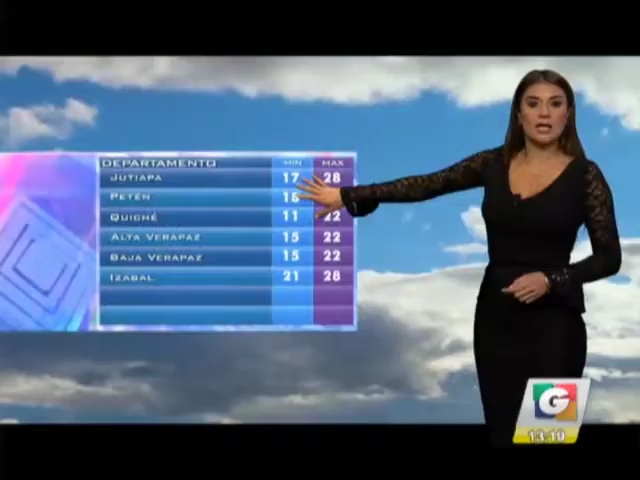 DEPARTAMENTO MIN MAX
JUTIAPA 17 28
PETÉN
QUICHÉ 11 22
ALTA VERAPAZ 15 22
BAJA VERAPAZ 15 22
IZABAL 21 28
G
13:19